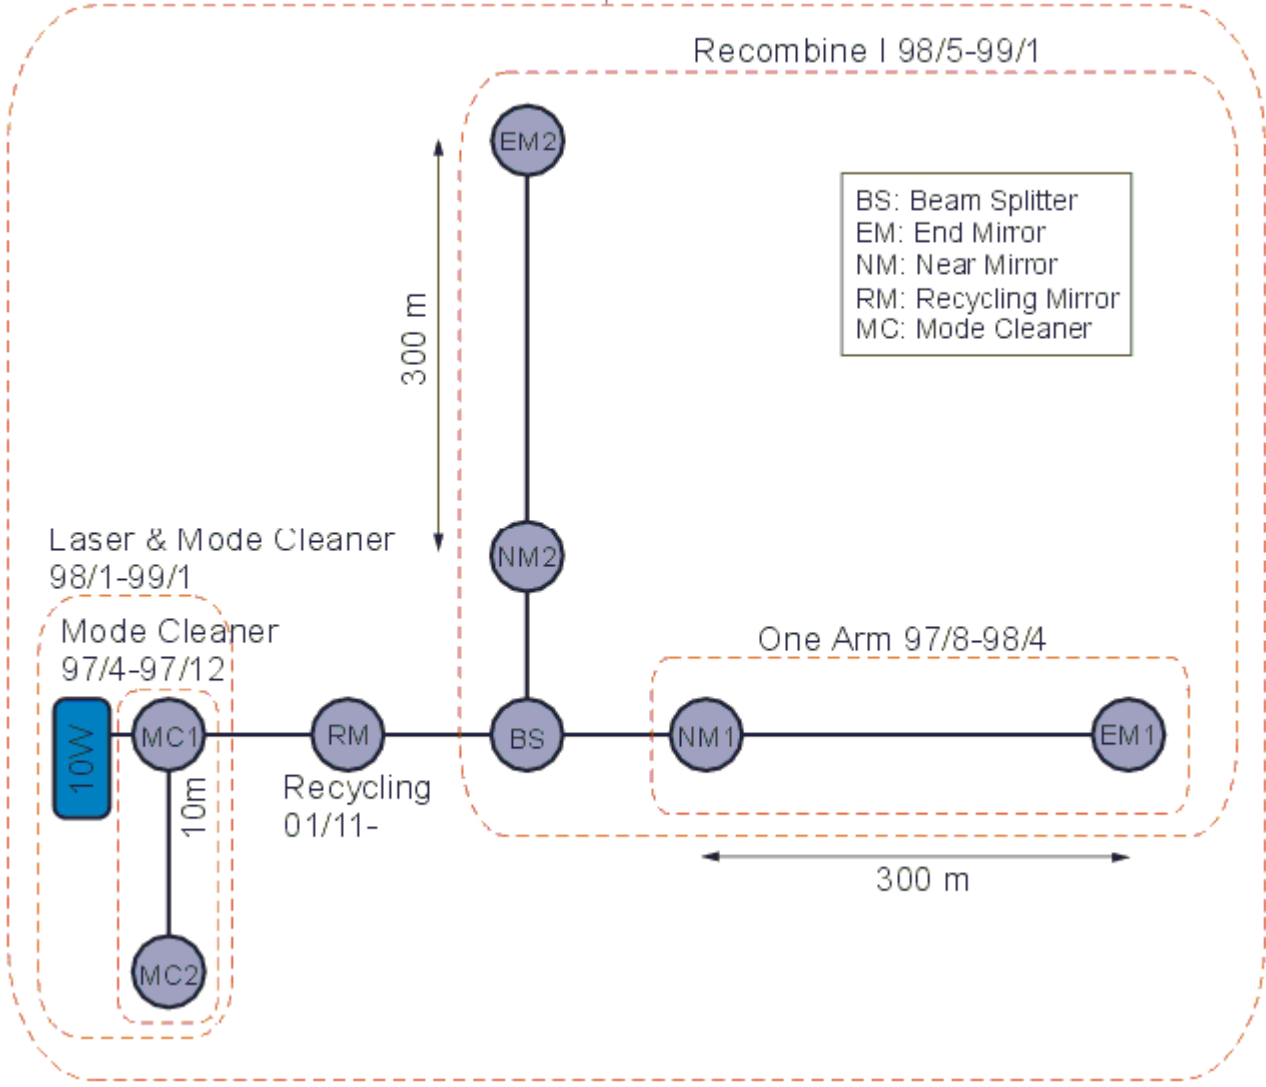 Recombine I 98/5-99/1
EM2
BS: Beam Splitter
EM: End Mirror
NM: Near Mirror
RM: Recycling Mirror
MC: Mode Cleaner
300 m
NM2
Laser & Mode Cleaner
98/1-99/1
Mode Cleaner
97/4-97/12
One Arm 97/8-98/4
10W
MC1
RM
BS
NM1
EM1
10m
Recycling
01/11-
300 m
MC2